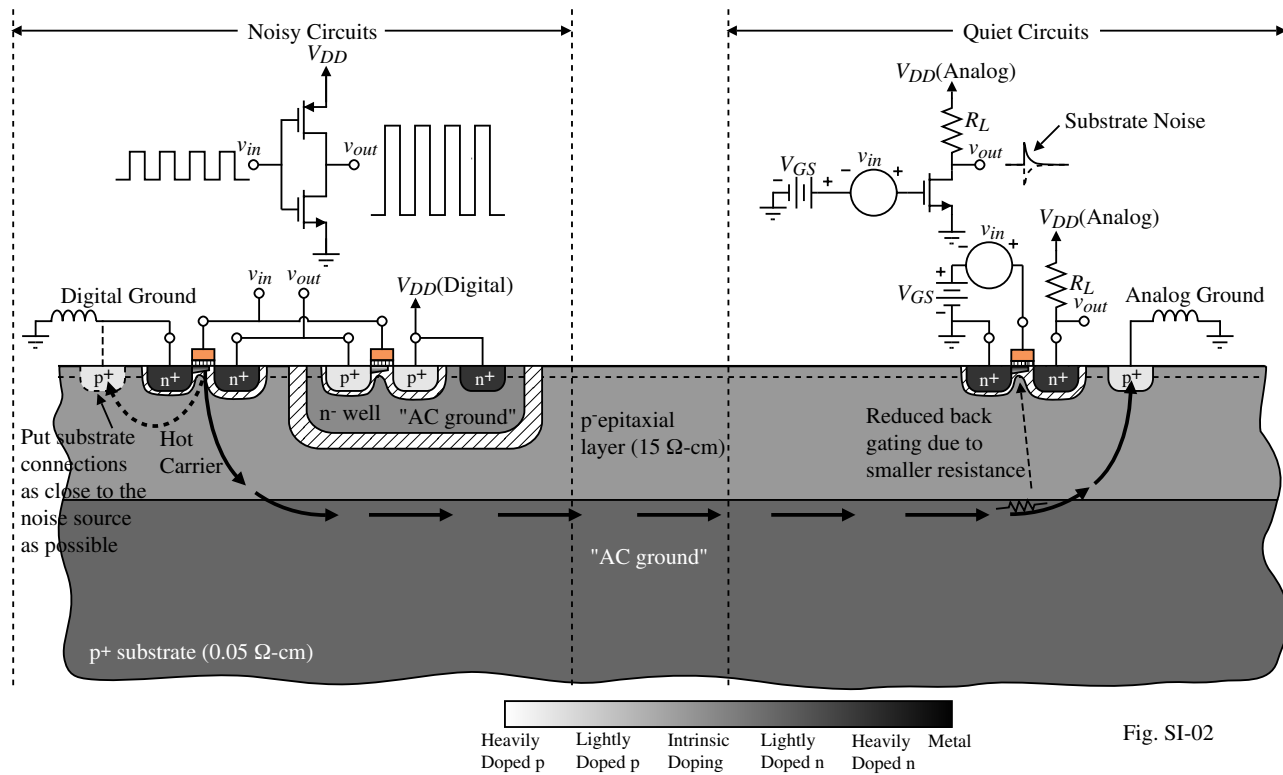 Noisy Circuits
Quiet Circuits
VDD
vin
vout
VDD(Analog)
RL
vout
Substrate Noise
VGS
vin
- + - +
VDD(Analog)
vin
- +
VGS
+
-
RL
vout
Analog Ground
vin
vout
VDD(Digital)
Digital Ground
p+
n+
n+
p+
p+
n+
n+
n+
p+
n- well
"AC ground"
Put substrate
connections
as close to the
noise source
as possible
Hot
Carrier
p-epitaxial
layer (15 Ω-cm)
Reduced back
gating due to
smaller resistance
"AC ground"
p+ substrate (0.05 Ω-cm)
Heavily
Doped p
Lightly
Doped p
Intrinsic
Doping
Lightly
Doped n
Heavily
Doped n
Metal
Fig. SI-02